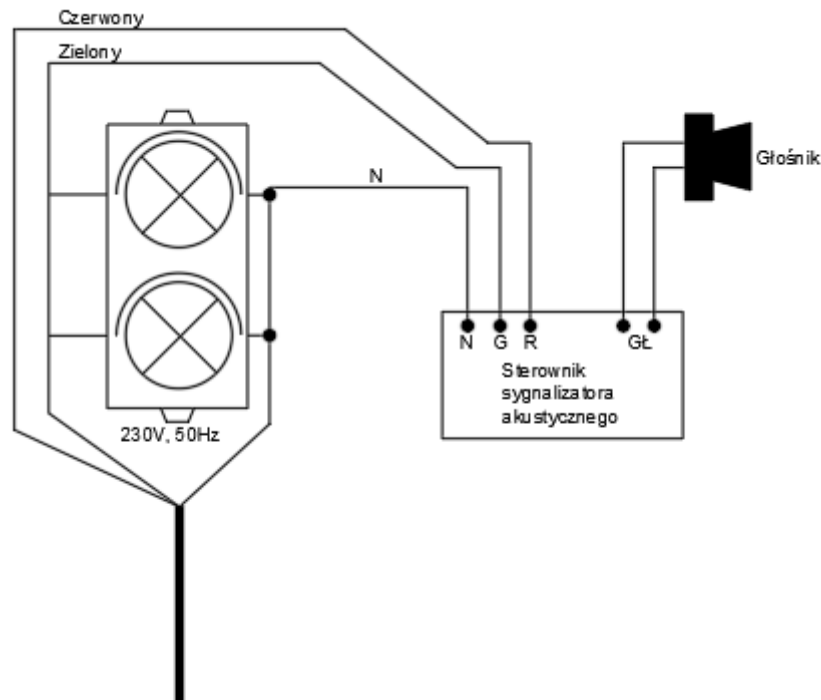 Czerwony
Zielony
N
Głośnik
N G R GŁ
Sterownik
sygnalizatora
akustycznego
230V, 50Hz